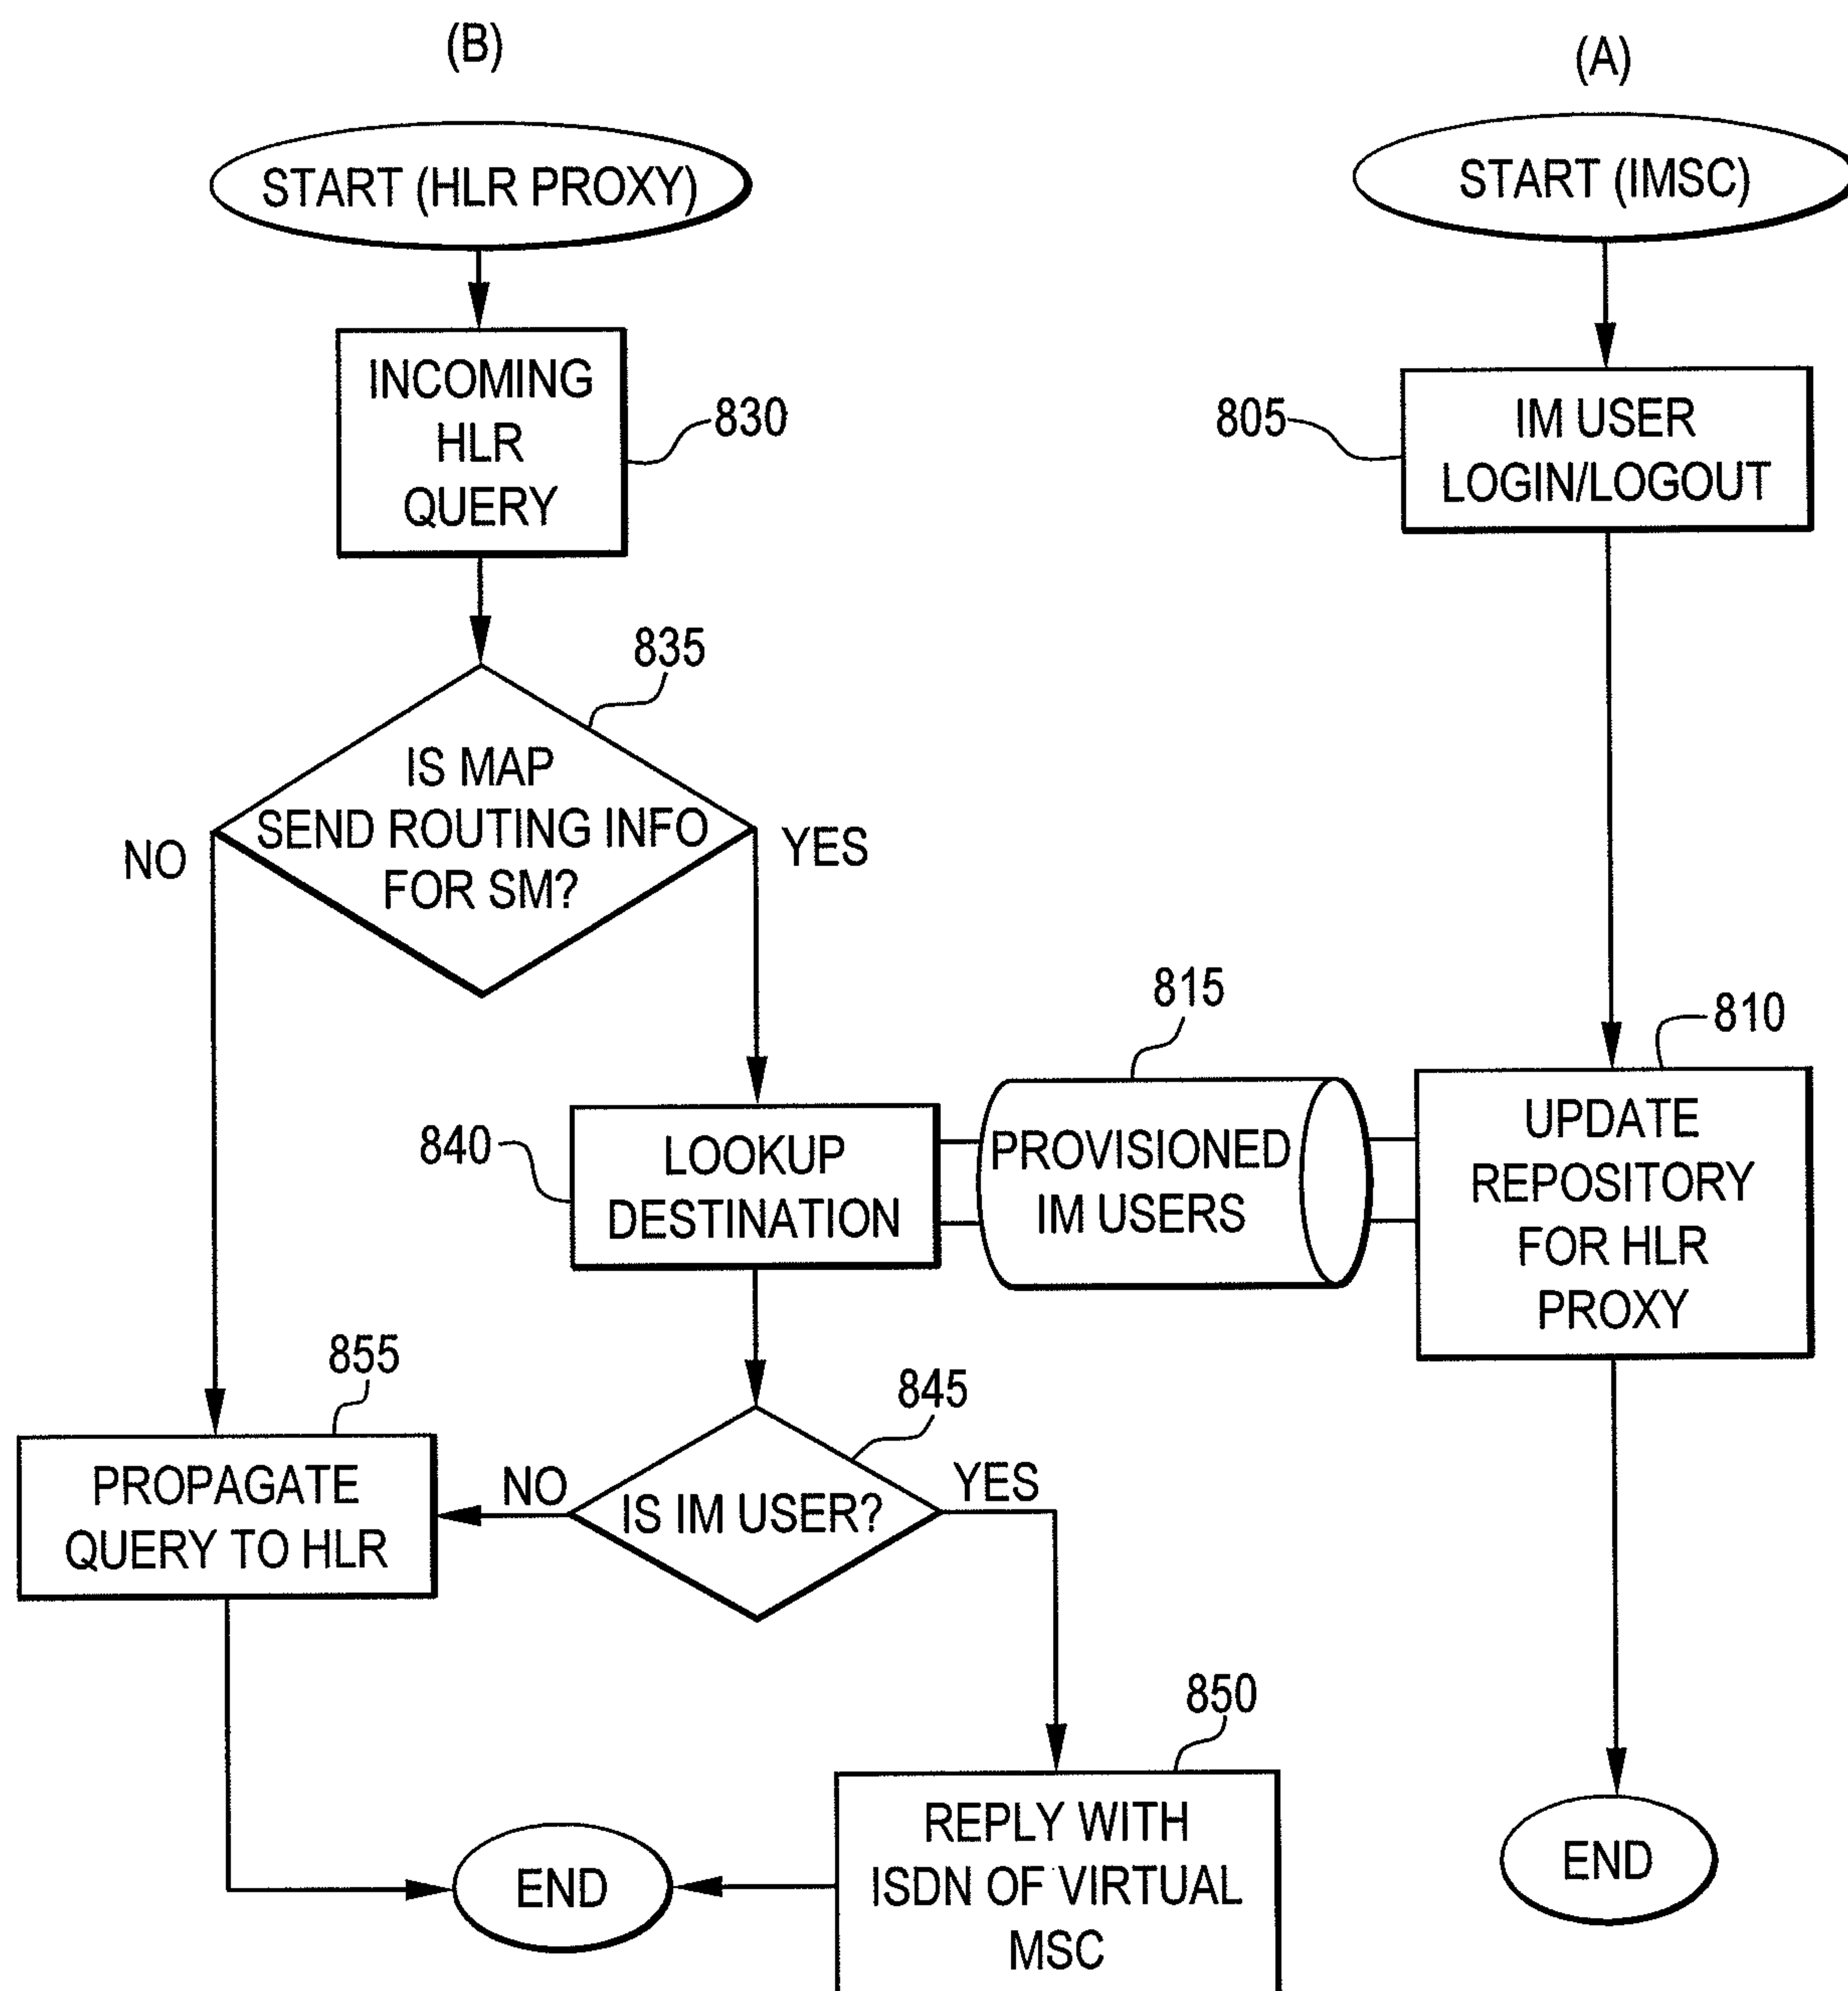 (B)
START (HLR PROXY)
INCOMING
HLR
QUERY
830
835
IS MAP
SEND ROUTING INFO
FOR SM?
NO
YES
840
LOOKUP
DESTINATION
815
PROVISIONED
IM USERS
845
IS IM USER?
NO
YES
855
PROPAGATE
QUERY TO HLR
850
REPLY WITH
ISDN OF VIRTUAL
MSC
END
(A)
START (IMSC)
805
IM USER
LOGIN/LOGOUT
810
UPDATE
REPOSITORY
FOR HLR
PROXY
END